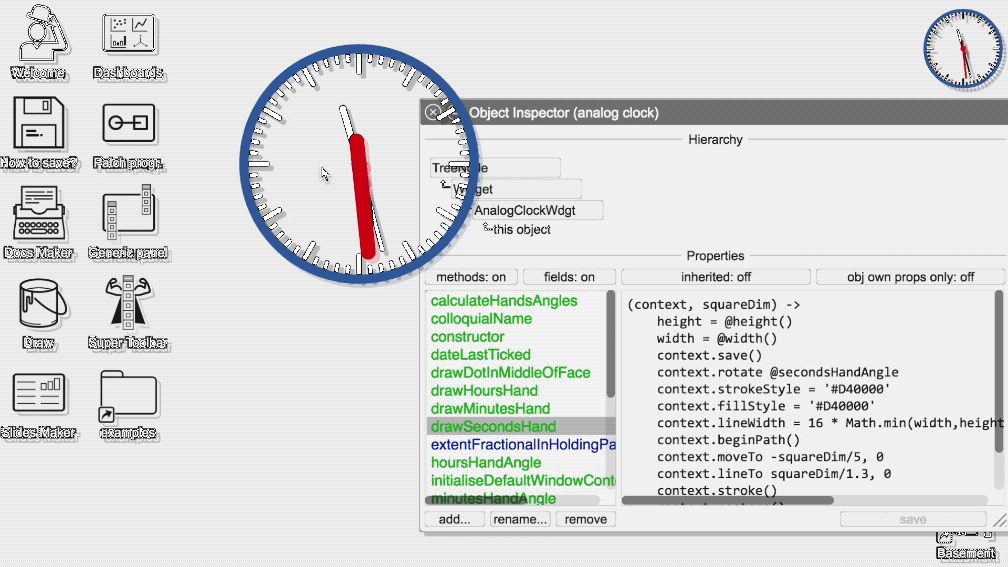 Welcome
Dashboards
How to save?
Patch progr.
Docs Maker
Generic panel
Draw
Super Toolbar
Slides Maker
examples
Object Inspector (analog clock)
Hierarchy
TreeNode
Widget
AnalogClockWdgt
this object
Properties
methods: on
fields: on
inherited: off
obj own props only: off
calculateHandsAngles
colloquialName
constructor
dateLastTicked
drawDotInMiddleOfFace
drawHoursHand
drawMinutesHand
drawSecondsHand
extentFractionalInHoldingPa
hoursHandAngle
initialiseDefaultWindowCont
minutesHandAngle
(context, squareDim) ->
height = @height()
width = @width()
context.save()
context.rotate @secondsHandAngle
context.strokeStyle = '#D40000'
context.fillStyle = '#D40000'
context.lineWidth = 16 * Math.min(width,height
context.beginPath()
context.moveTo -squareDim/5, 0
context.lineTo squareDim/1.3, 0
context.stroke()
add...
rename...
remove
save
Basement